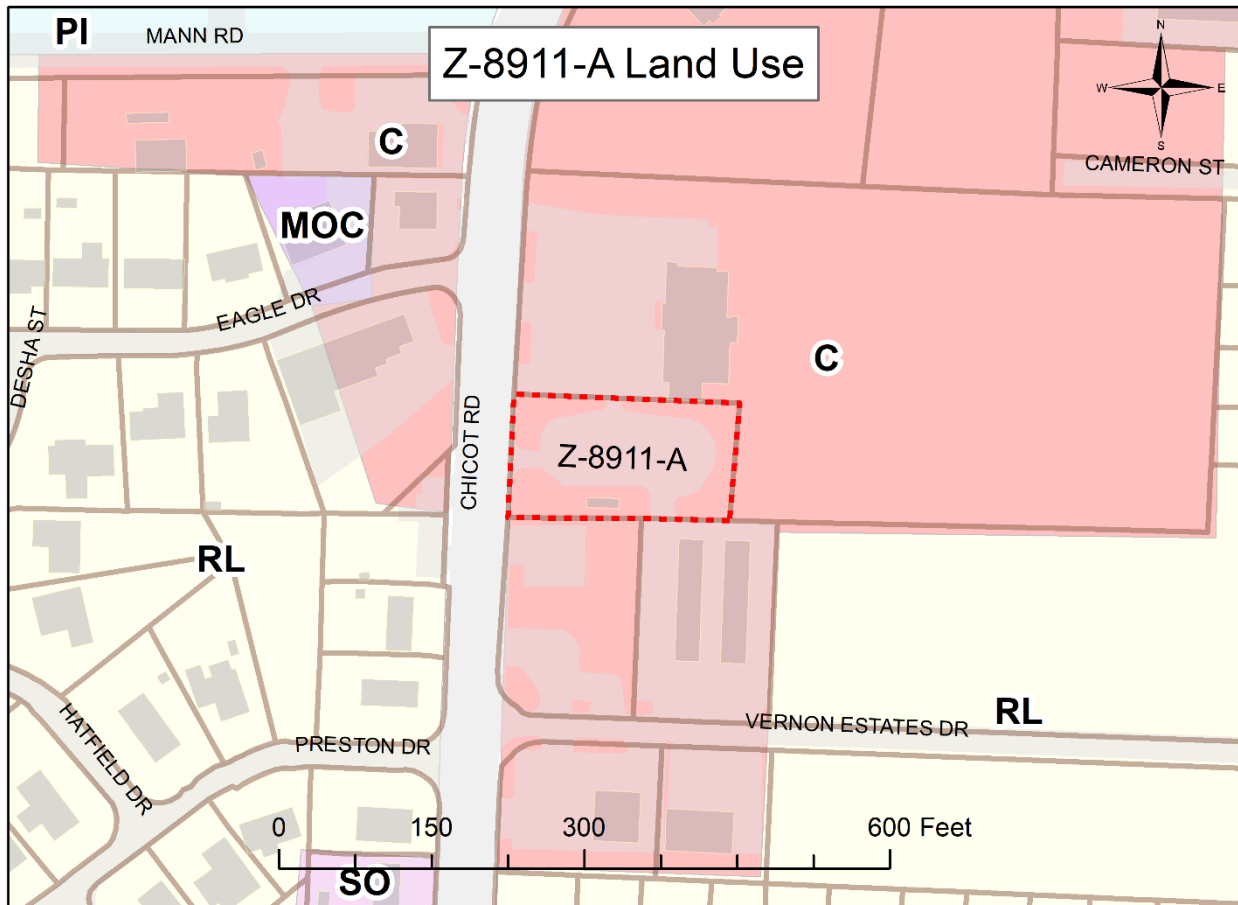 PI
MANN RD
Z-8911-A Land Use
N
W
E
S
C
CAMERON ST
MOC
EAGLE DR
DESHA ST
C
CHICOT RD
Z-8911-A
RL
HATFIELD DR
PRESTON DR
VERNON ESTATES DR
RL
0 150 300 600 Feet
SO